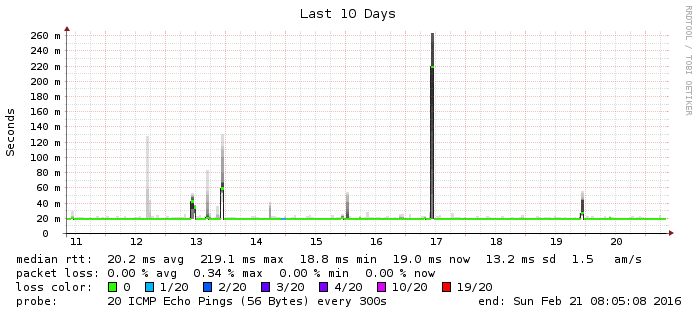 Last 10 Days
RRDTOOL / TOBI OETIKER
Seconds
260 m
240 m
220 m
200 m
180 m
160 m
140 m
120 m
100 m
80 m
60 m
40 m
20 m
0
11 12 13 14 15 16 17 18 19 20
median rtt: 20.2 ms avg 219.1 ms max 18.8 ms min 19.0 ms now 13.2 ms sd 1.5 am/s
packet loss: 0.00 % avg 0.34 % max 0.00 % min 0.00 % now
loss color: 0 1/20 2/20 3/20 4/20 10/20 19/20
probe: 20 ICMP Echo Pings (56 Bytes) every 300s end: Sun Feb 21 08:05:08 2016